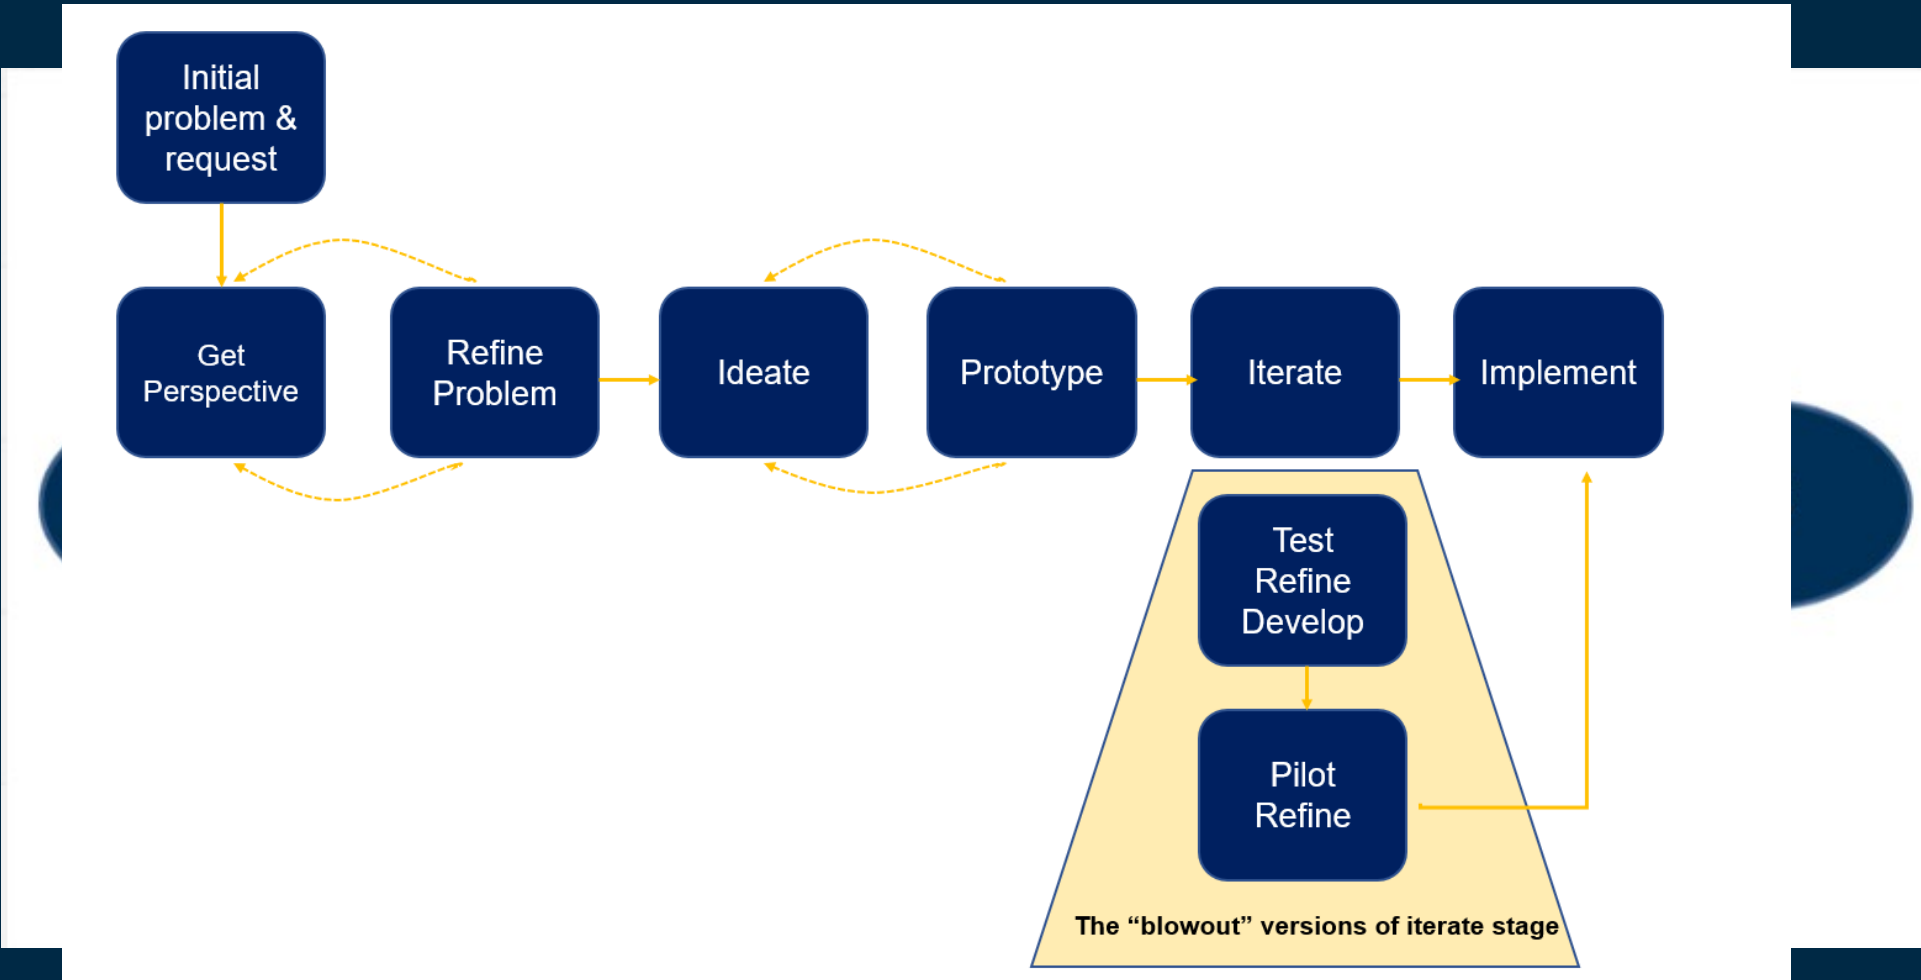 Initial
problem &
request
Get
Perspective
Refine
Problem
Ideate
Prototype
Iterate
Implement
Test
Refine
Develop
Pilot
Refine
The “blowout” versions of iterate stage